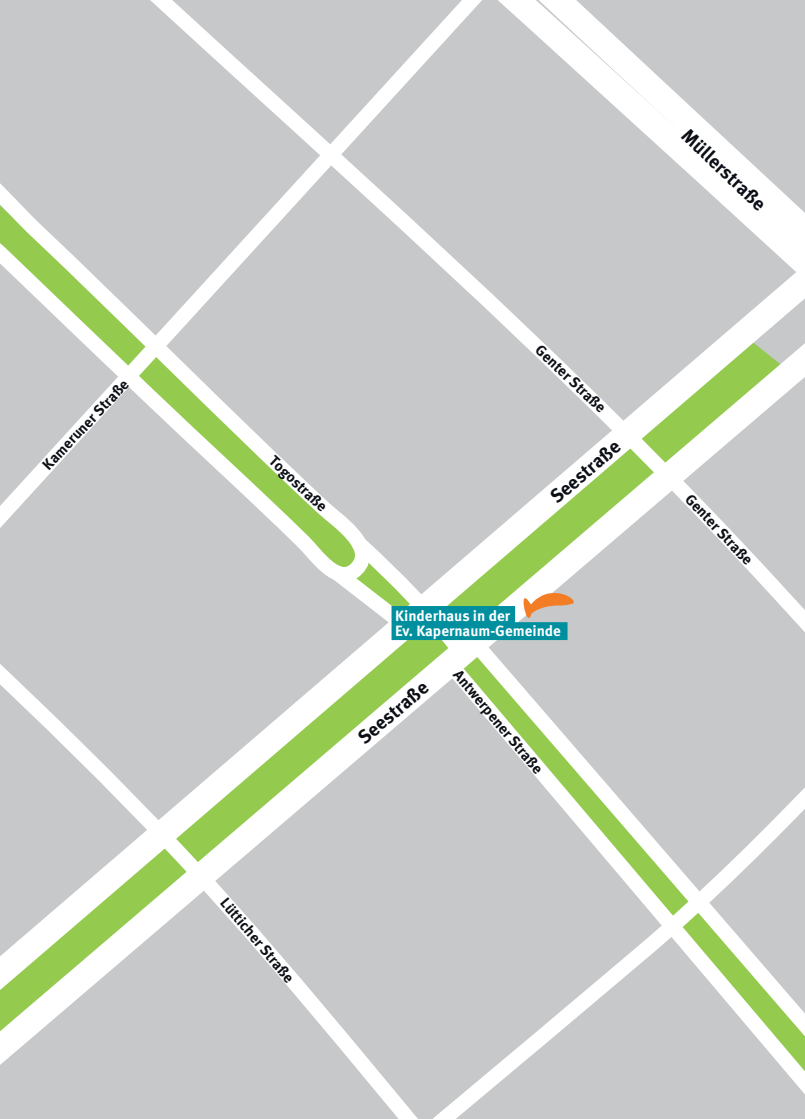 Müllerstraße
Genter Straße
Kameruner Straße
Seestraße
Togostraße
Genter Straße
Kinderhaus in der
Ev. Kapernaum-Gemeinde
Seestraße
Antwerpener Straße
Lütticher Straße